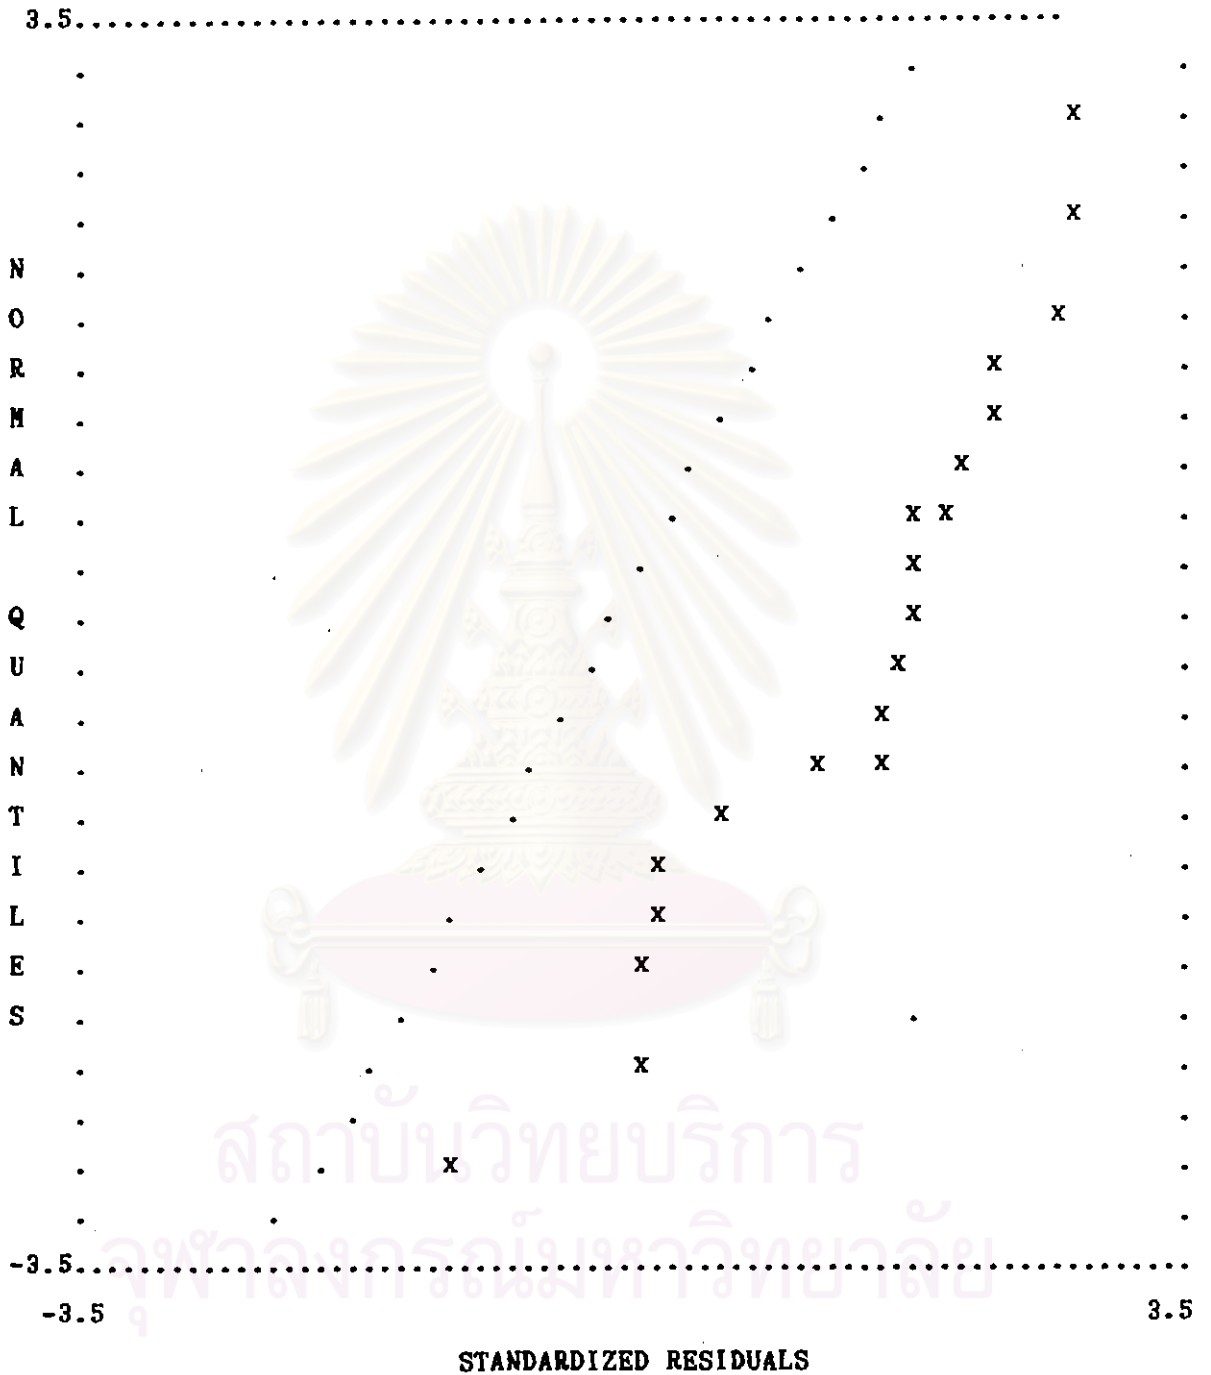 3.5
N
O
R
M
A
L
Q
U
A
N
T
I
L
E
S
สถาบันวิทยบริการ
จุฬาลงกรณ์มหาวิทยาลัย
-3.5
-3.5 3.5
STANDARDIZED RESIDUALS